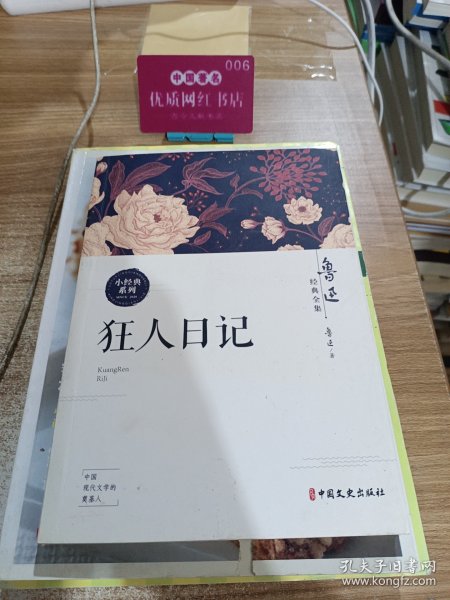 006
中国著名
优质网红书店
小经典
系列
鲁迅
经典全集
鲁迅 著
狂人日记
KuangRen
RiJi
中国
现代文学的
奠基人
中国文史出版社
孔夫子旧书网
www.kongfz.com